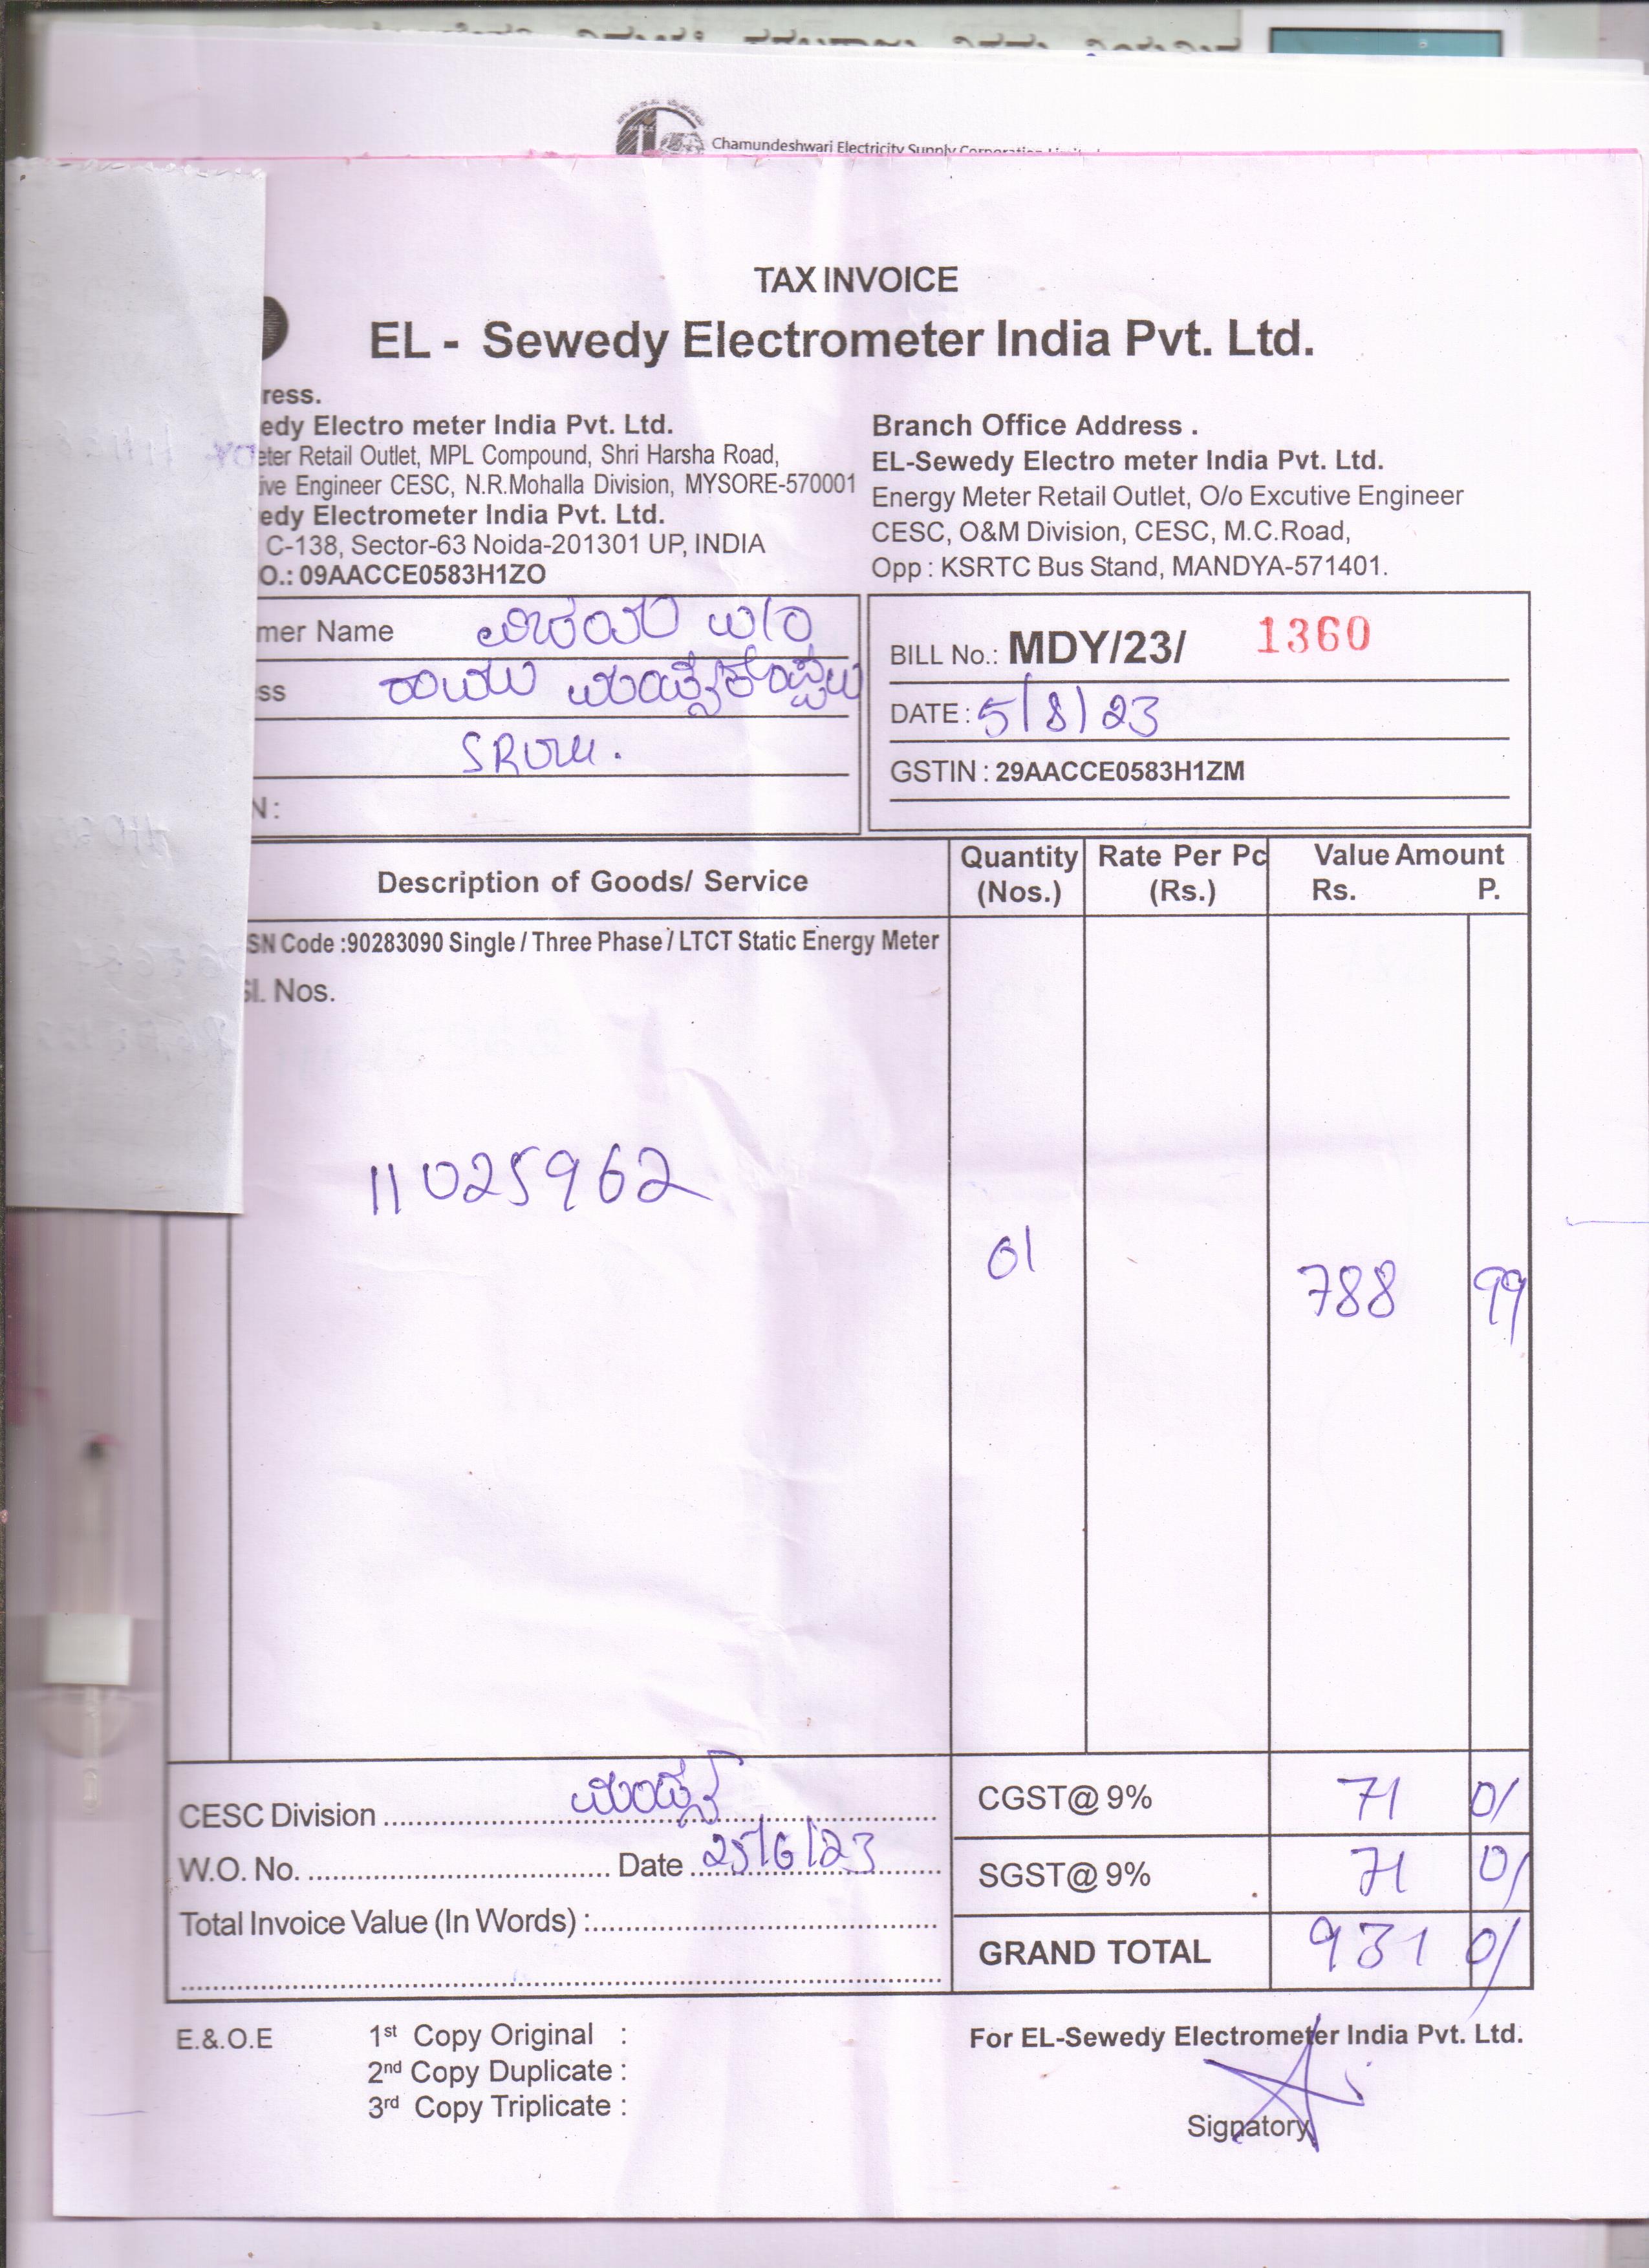 Chamundeshwari Electricity Supply Corporation
TAX INVOICE
EL - Sewedy Electrometer India Pvt. Ltd.
ress.
edy Electro meter India Pvt. Ltd.
eter Retail Outlet, MPL Compound, Shri Harsha Road,
ive Engineer CESC, N.R.Mohalla Division, MYSORE-570001
edy Electrometer India Pvt. Ltd.
C-138, Sector-63 Noida-201301 UP, INDIA
O.: 09AACCE0583H1ZO
Branch Office Address .
EL-Sewedy Electro meter India Pvt. Ltd.
Energy Meter Retail Outlet, O/o Excutive Engineer
CESC, O&M Division, CESC, M.C.Road,
Opp : KSRTC Bus Stand, MANDYA-571401.
mer Name
ss ರಾಮು ಮಂಡ್ಯಕೊಪ್ಪಲು
N :
BILL No.: MDY/23/ 1360
DATE : 5/8/23
GSTIN : 29AACCE0583H1ZM
Description of Goods/ Service Quantity (Nos.) Rate Per Pc (Rs.) Value Amount Rs. P.
SN Code :90283090 Single / Three Phase / LTCT Static Energy Meter
Sl. Nos.
11025962
01 788 99
CESC Division ಮಂಡ್ಯ
W.O. No. Date 25/6/23
Total Invoice Value (In Words) :
CGST@ 9% 71 01
SGST@ 9% 71 01
GRAND TOTAL 931 01
E.&.O.E
1st Copy Original :
2nd Copy Duplicate :
3rd Copy Triplicate :
For EL-Sewedy Electrometer India Pvt. Ltd.
Signatory